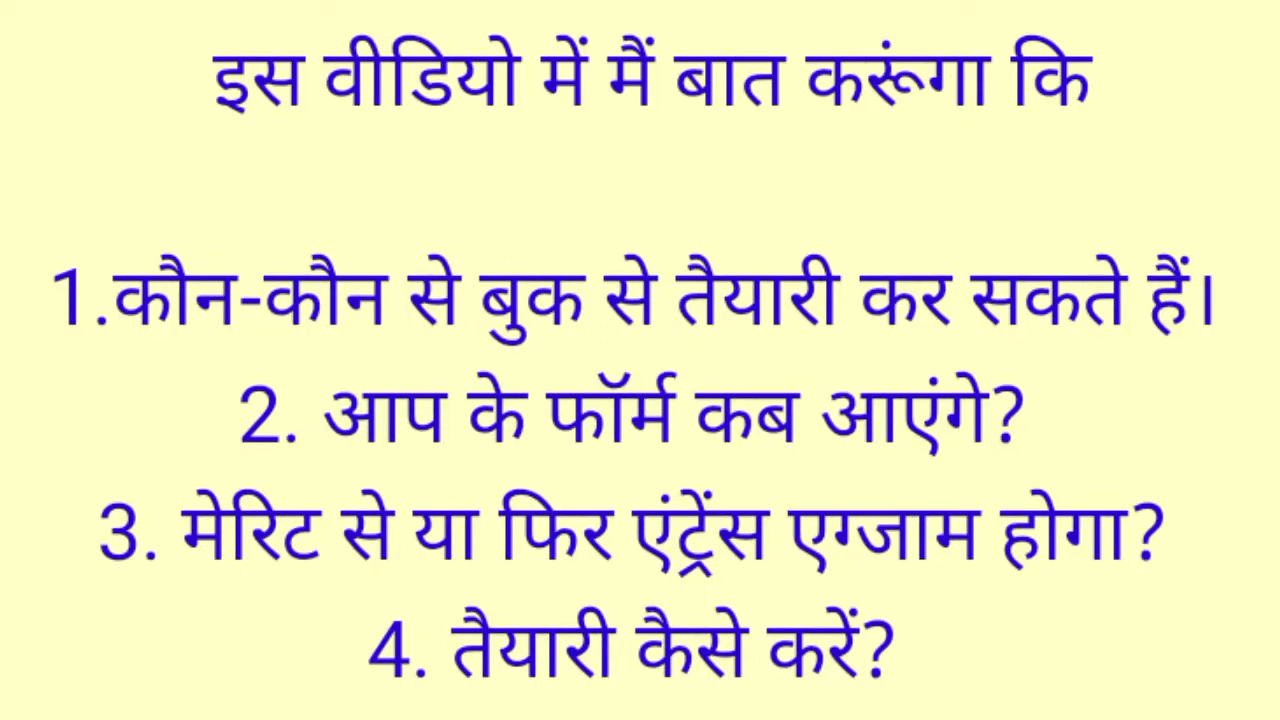 इस वीडियो में मैं बात करूंगा कि
1.कौन-कौन से बुक से तैयारी कर सकते हैं।
2. आप के फॉर्म कब आएंगे?
3. मेरिट से या फिर एंट्रेंस एग्जाम होगा?
4. तैयारी कैसे करें?